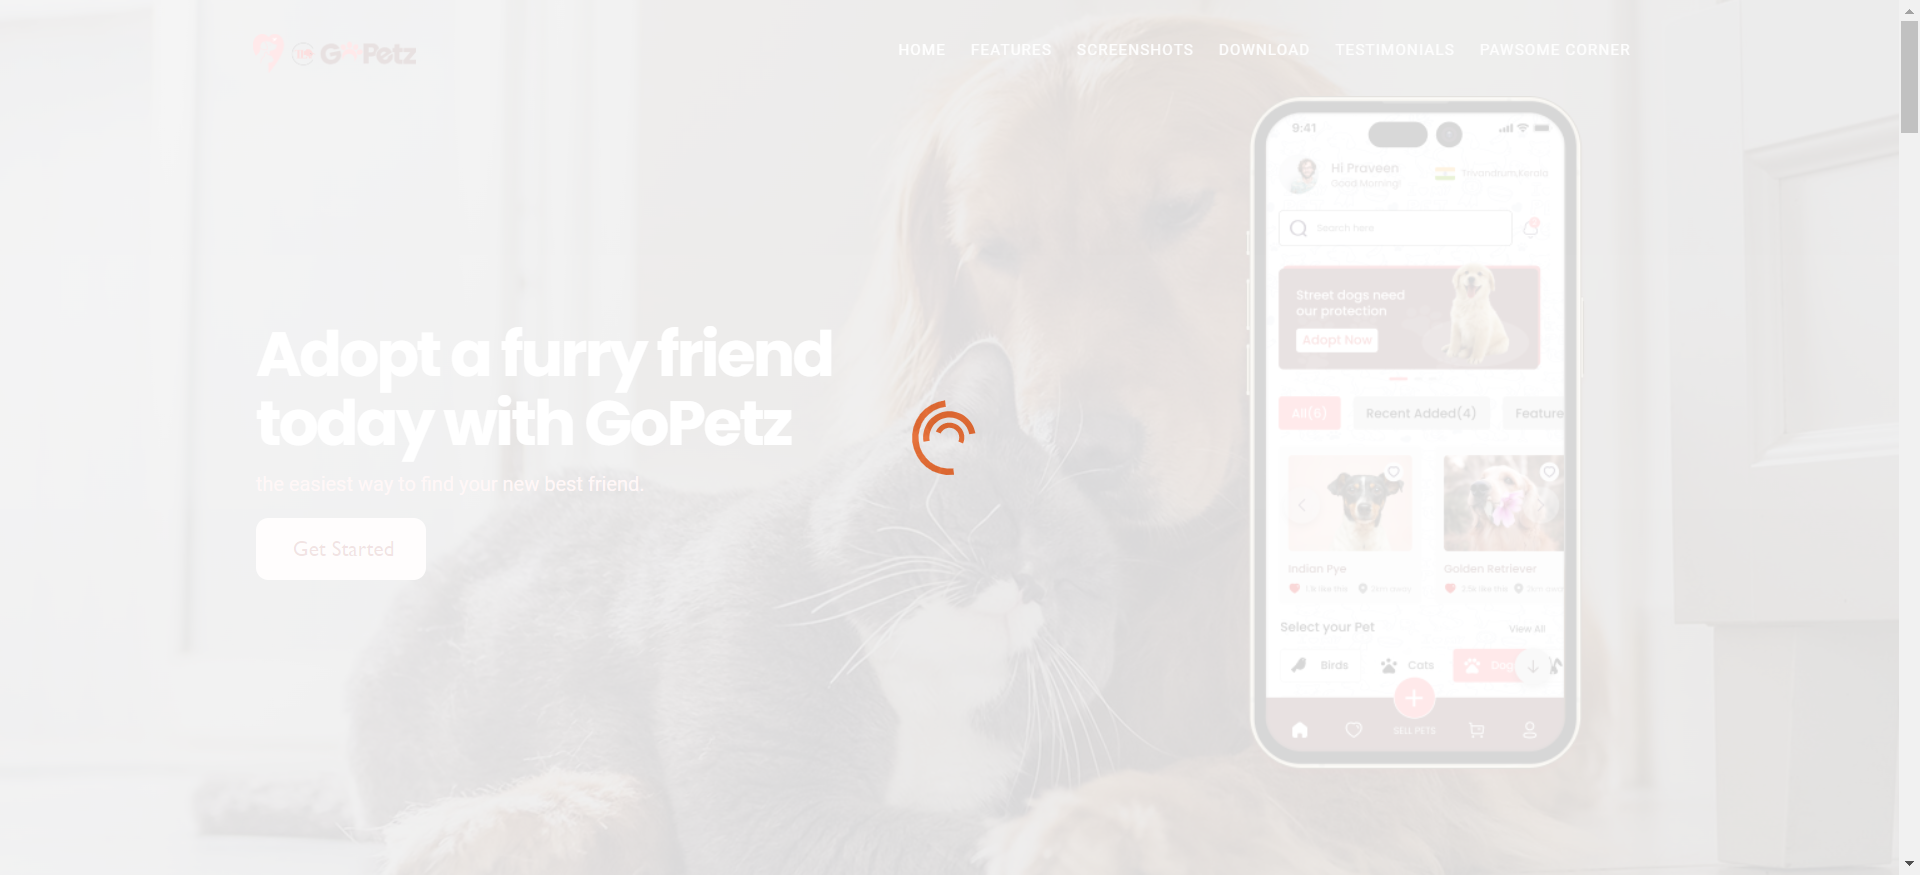 GoPetz
HOME FEATURES SCREENSHOTS DOWNLOAD TESTIMONIALS PAWSOME CORNER
Adopt a furry friend
today with GoPetz
the easiest way to find your new best friend.
Get Started
9:41
Hi Praveen
Good Morning!
Trivandrum,Kerala
Search here
Street dogs need
our protection
Adopt Now
All(6) Recent Added(4) Feature
Indian Pye Golden Retriever
Select your Pet View All
Birds Cats Dog
SELL PETS